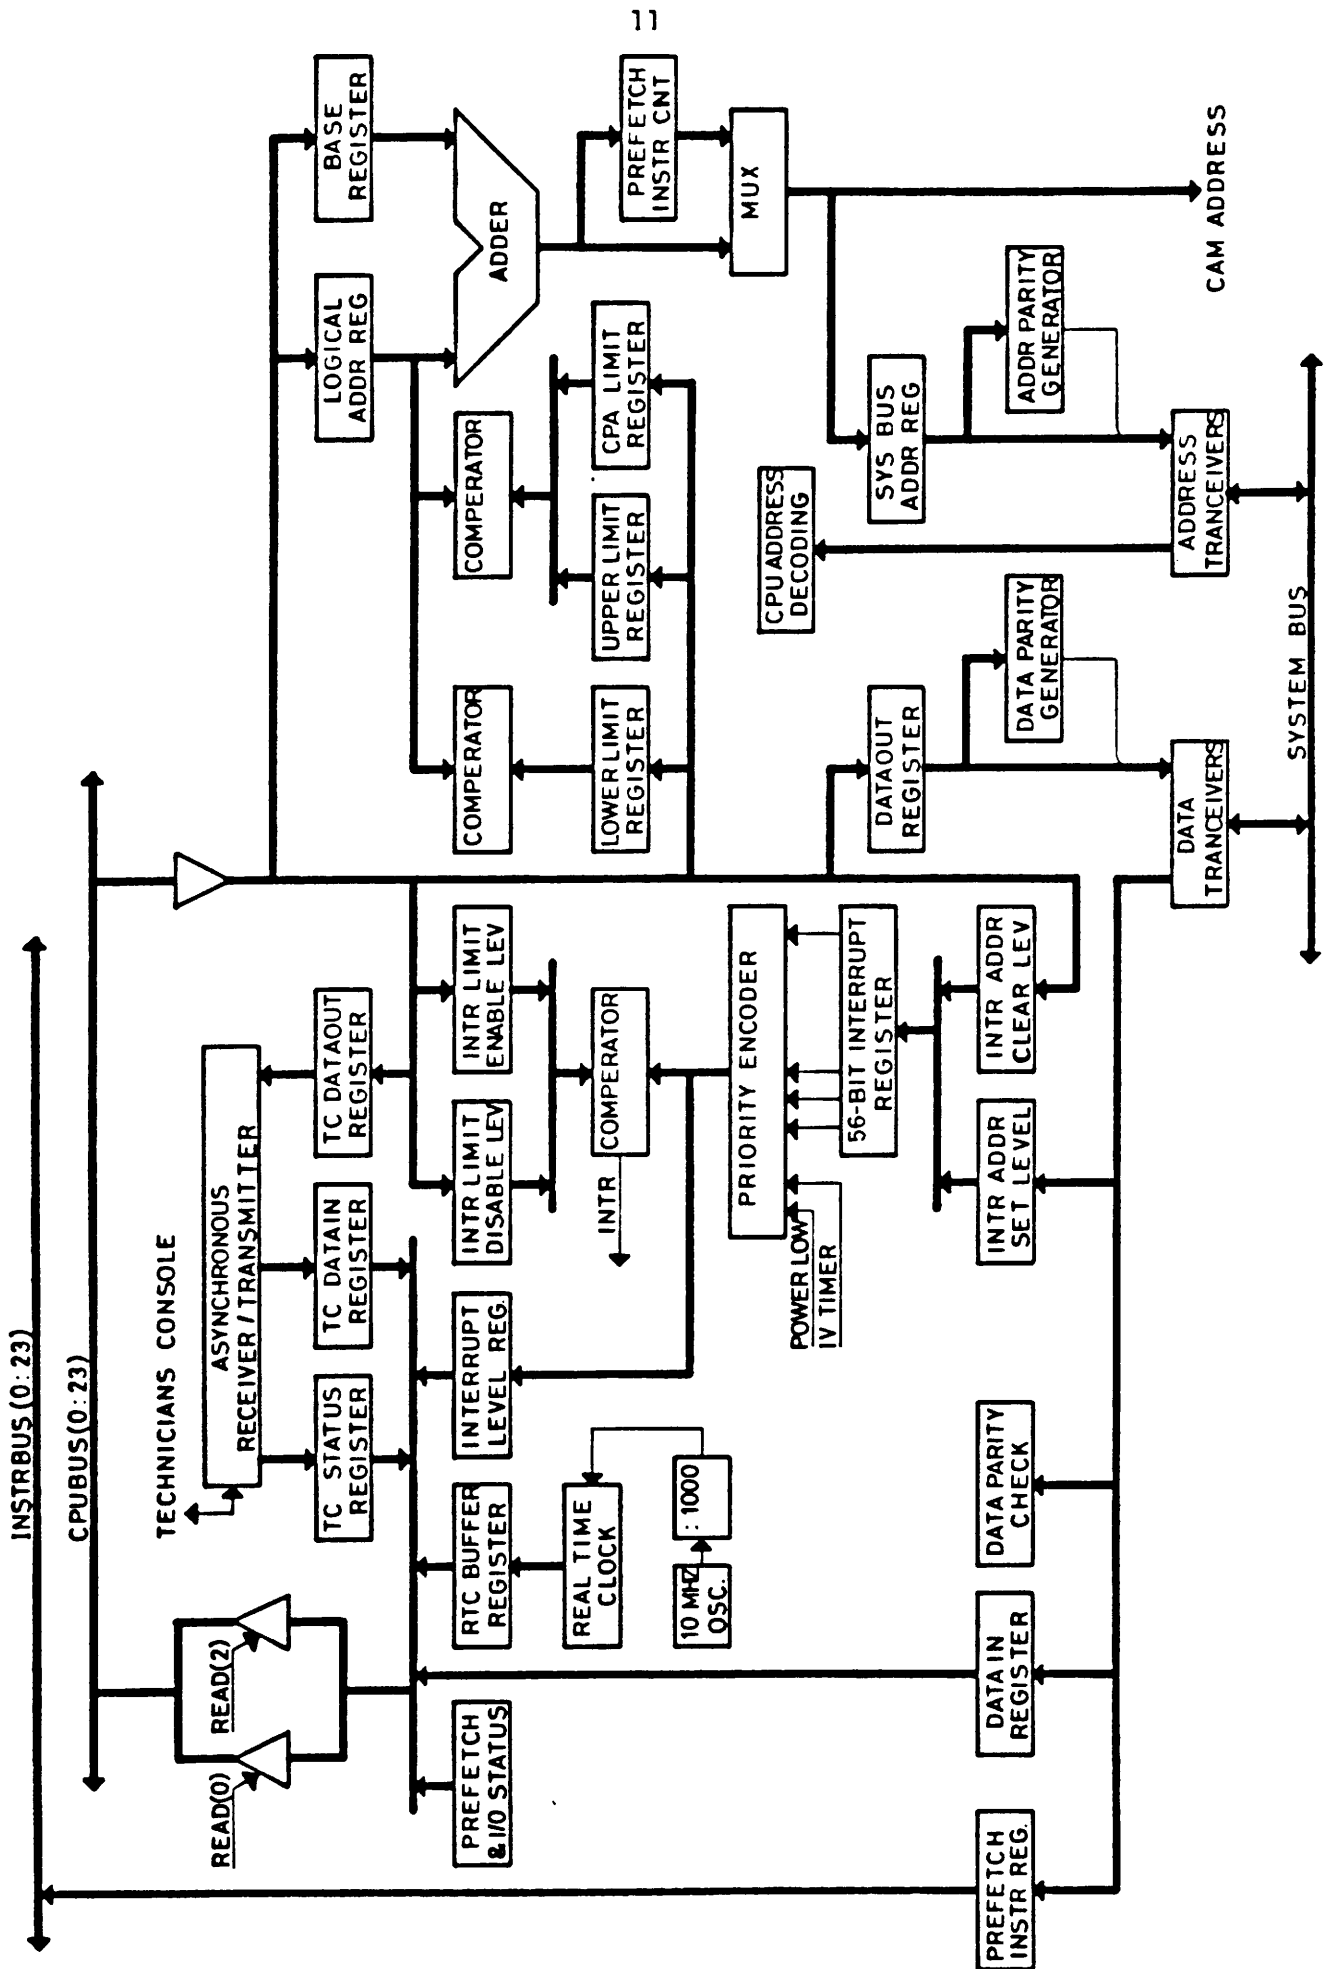 11
INSTRBUS(0:23)
CPUBUS(0:23)
TECHNICIANS CONSOLE
ASYNCHRONOUS
RECEIVER/TRANSMITTER
READ(0)
READ(2)
TC STATUS
REGISTER
TC DATAIN
REGISTER
TC DATAOUT
REGISTER
LOGICAL
ADDR REG
BASE
REGISTER
PREFETCH
& I/O STATUS
RTC BUFFER
REGISTER
INTERRUPT
LEVEL REG.
INTR LIMIT
DISABLE LEV
INTR LIMIT
ENABLE LEV
COMPERATOR
COMPERATOR
ADDER
REAL TIME
CLOCK
INTR
COMPERATOR
LOWER LIMIT
REGISTER
UPPER LIMIT
REGISTER
CPA LIMIT
REGISTER
PREFETCH
INSTR CNT
10 MHZ
OSC.
: 1000
PRIORITY ENCODER
MUX
POWER LOW
IV TIMER
CPU ADDRESS
DECODING
56-BIT INTERRUPT
REGISTER
DATAOUT
REGISTER
SYS BUS
ADDR REG
PREFETCH
INSTR REG.
DATA IN
REGISTER
DATA PARITY
CHECK
INTR ADDR
SET LEVEL
INTR ADDR
CLEAR LEV
DATA PARITY
GENERATOR
ADDR PARITY
GENERATOR
DATA
TRANCEIVERS
ADDRESS
TRANCEIVERS
CAM ADDRESS
SYSTEM BUS